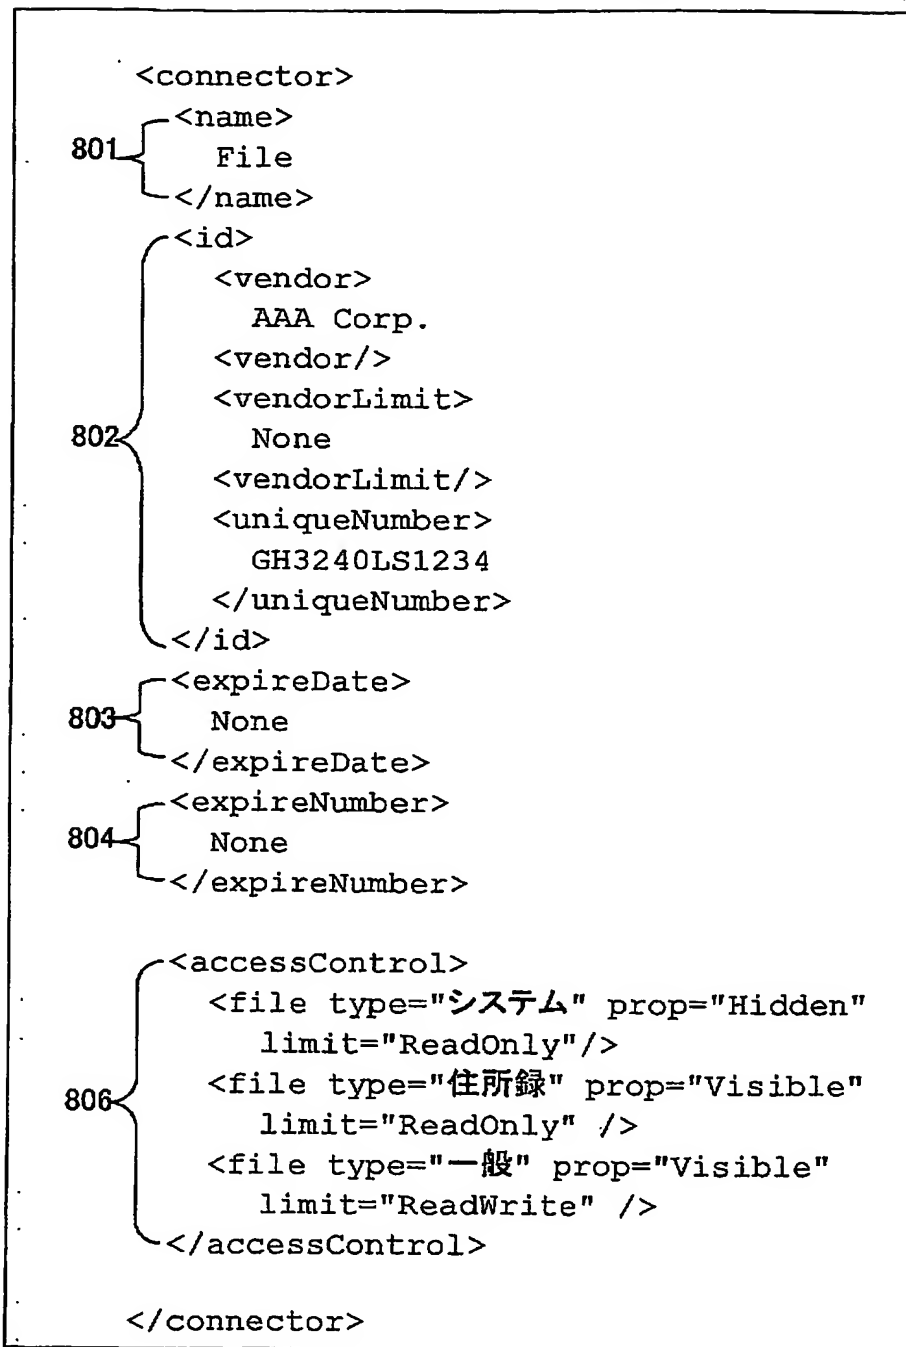 <connector>
<name>
801
File
</name>
<id>
<vendor>
AAA Corp.
<vendor/>
<vendorLimit>
802
None
<vendorLimit/>
<uniqueNumber>
GH3240LS1234
</uniqueNumber>
</id>
<expireDate>
803
None
</expireDate>
<expireNumber>
804
None
</expireNumber>
<accessControl>
<file type="システム" prop="Hidden"
limit="ReadOnly"/>
<file type="住所録" prop="Visible"
806
limit="ReadOnly" />
<file type="一般" prop="Visible"
limit="ReadWrite" />
</accessControl>
</connector>